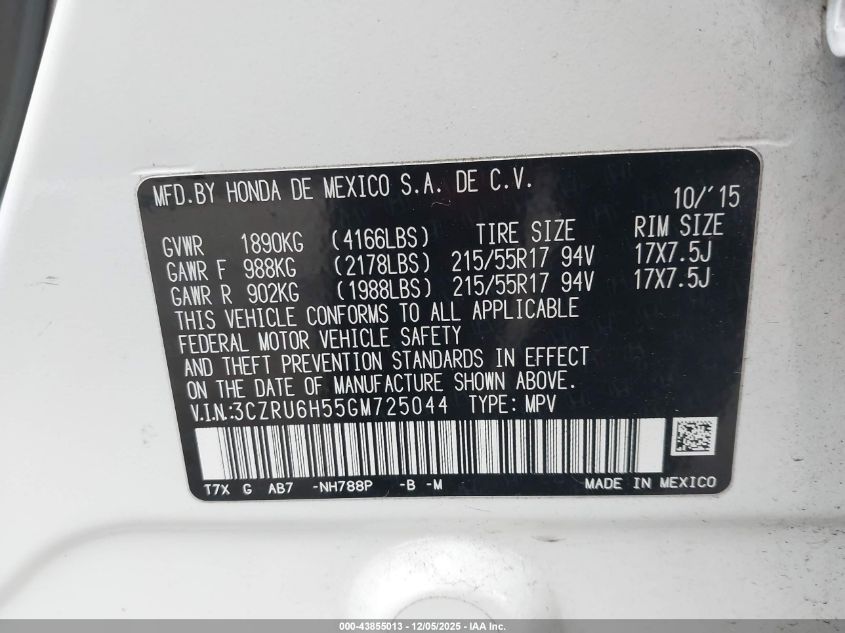 MFD.BY HONDA DE MEXICO S.A. DE C.V. 10/'15
GVWR 1890KG (4166LBS) TIRE SIZE RIM SIZE
GAWR F 988KG (2178LBS) 215/55R17 94V 17X7.5J
GAWR R 902KG (1988LBS) 215/55R17 94V 17X7.5J
THIS VEHICLE CONFORMS TO ALL APPLICABLE
FEDERAL MOTOR VEHICLE SAFETY
AND THEFT PREVENTION STANDARDS IN EFFECT
ON THE DATE OF MANUFACTURE SHOWN ABOVE.
V.I.N.:3CZRU6H55GM725044 TYPE: MPV
T7X G AB7 -NH788P -B -M MADE IN MEXICO
000-43855013 - 12/05/2025 - IAA Inc.